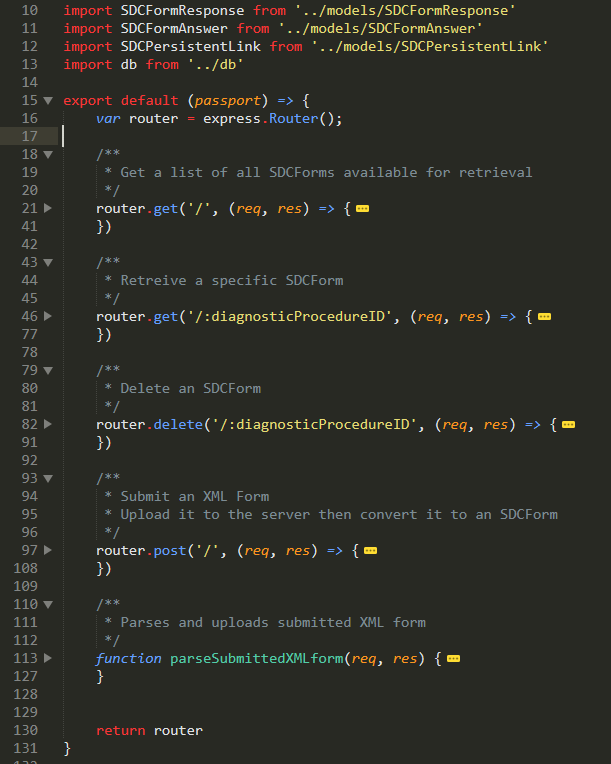 10 import SDCFormResponse from '../models/SDCFormResponse'
11 import SDCFormAnswer from '../models/SDCFormAnswer'
12 import SDCPersistentLink from '../models/SDCPersistentLink'
13 import db from '../db'
14
15 export default (passport) => {
16     var router = express.Router();
17
18     /**
19      * Get a list of all SDCForms available for retrieval
20      */
21     router.get('/', (req, res) => {
41     })
42
43     /**
44      * Retreive a specific SDCForm
45      */
46     router.get('/:diagnosticProcedureID', (req, res) => {
77     })
78
79     /**
80      * Delete an SDCForm
81      */
82     router.delete('/:diagnosticProcedureID', (req, res) => {
91     })
92
93     /**
94      * Submit an XML Form
95      * Upload it to the server then convert it to an SDCForm
96      */
97     router.post('/', (req, res) => {
108     })
109
110     /**
111      * Parses and uploads submitted XML form
112      */
113     function parseSubmittedXMLform(req, res) {
127     }
128
129
130     return router
131 }